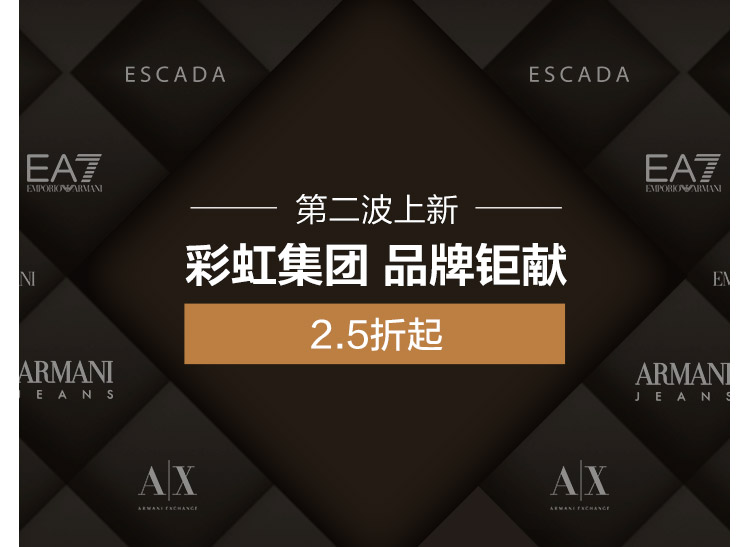 ESCADA
ESCADA
EA7
EMPORIO ARMANI
EA7
EMPORIO ARMANI
第二波上新
彩虹集团 品牌钜献
NI
EM
2.5折起
ARMANI
JEANS
ARMANI
JEANS
A|X
ARMANI EXCHANGE
A|X
ARMANI EXCHANGE